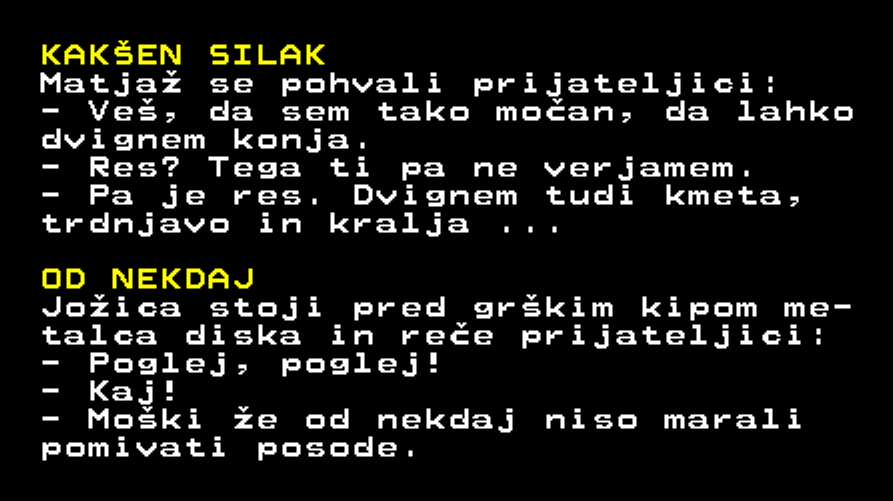 KAKŠEN SILAK
Matjaž se pohvali prijateljici:
- Veš, da sem tako močan, da lahko
dvignem konja.
- Res? Tega ti pa ne verjamem.
- Pa je res. Dvignem tudi kmeta,
trdnjavo in kralja ...
OD NEKDAJ
Jožica stoji pred grškim kipom me-
talca diska in reče prijateljici:
- Poglej, poglej!
- Kaj!
- Moški že od nekdaj niso marali
pomivati posode.